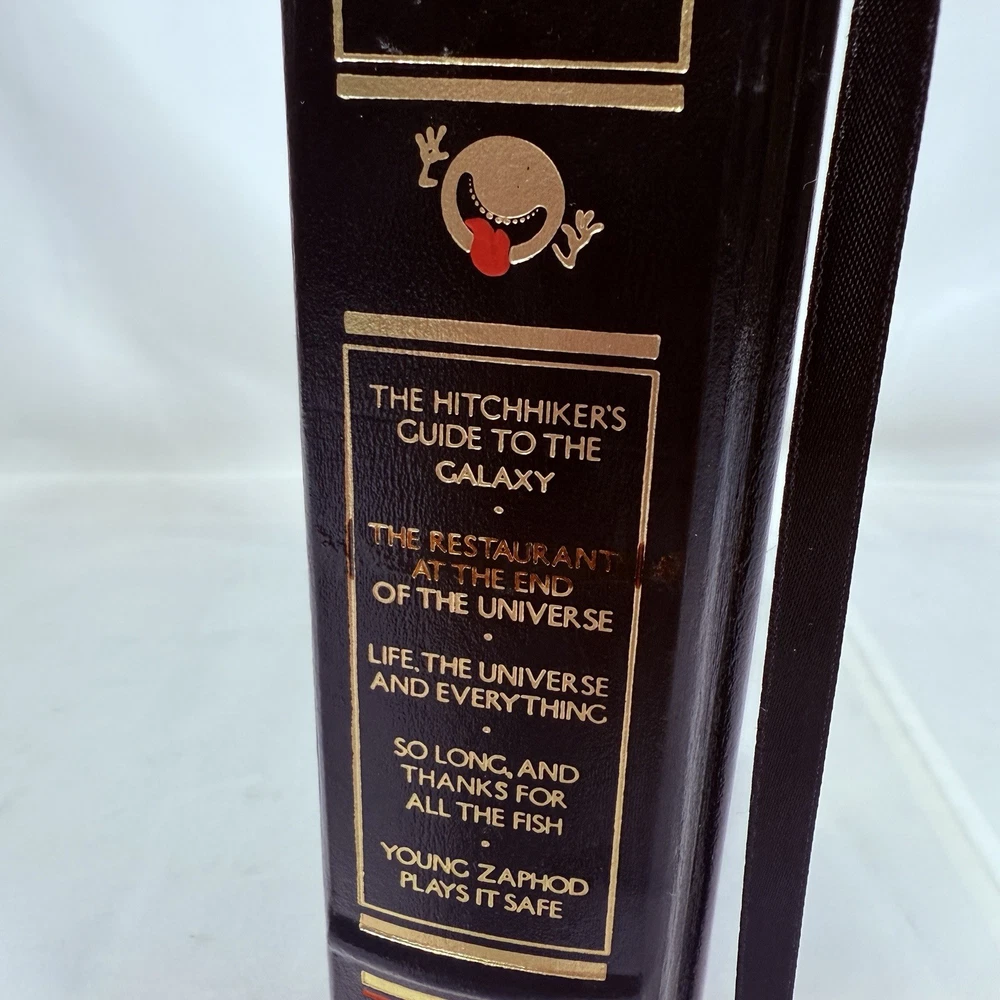 THE HITCHHIKER'S
GUIDE TO THE
GALAXY
•
THE RESTAURANT
AT THE END
OF THE UNIVERSE
•
LIFE, THE UNIVERSE
AND EVERYTHING
•
SO LONG, AND
THANKS FOR
ALL THE FISH
•
YOUNG ZAPHOD
PLAYS IT SAFE